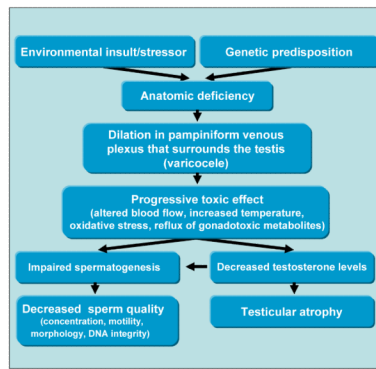 Environmental insult/stressor
Genetic predisposition
Anatomic deficiency
Dilation in pampiniform venous
plexus that surrounds the testis
(varicocele)
Progressive toxic effect
(altered blood flow, increased temperature,
oxidative stress, reflux of gonadotoxic metabolites)
Impaired spermatogenesis
Decreased testosterone levels
Decreased sperm quality
(concentration, motility,
morphology, DNA integrity)
Testicular atrophy